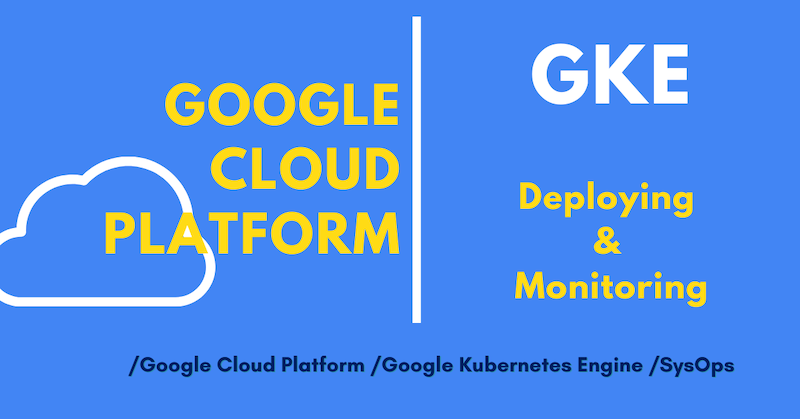 GOOGLE
CLOUD
PLATFORM
GKE
Deploying
&
Monitoring
/Google Cloud Platform /Google Kubernetes Engine /SysOps